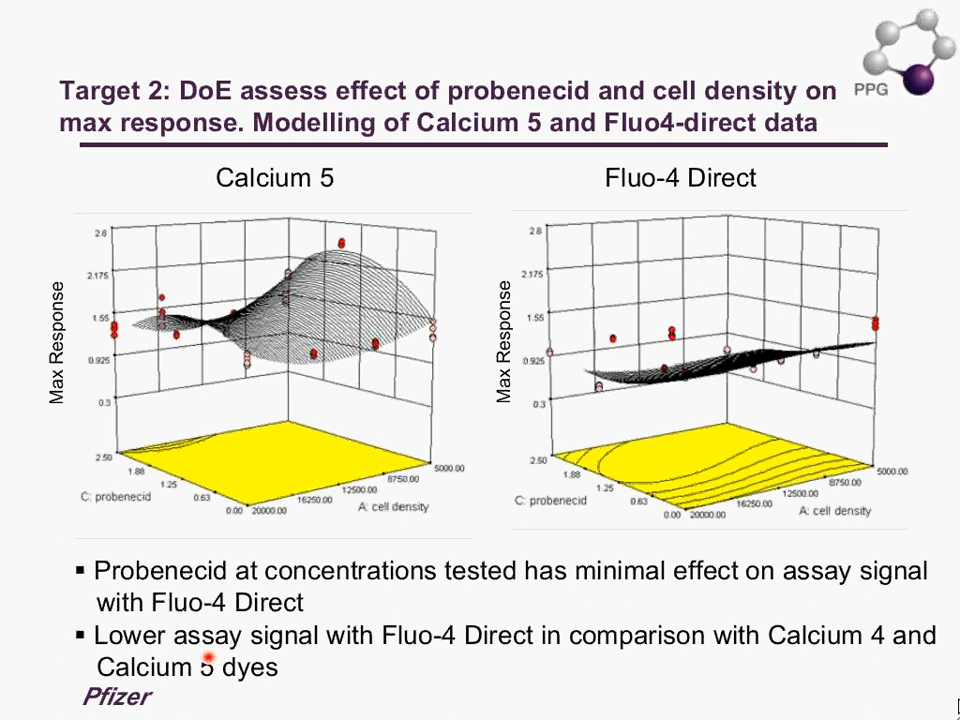 PPG
Target 2: DoE assess effect of probenecid and cell density on
max response. Modelling of Calcium 5 and Fluo4-direct data
Calcium 5
Fluo-4 Direct
Max Response
2.8
2.175
1.55
0.925
0.3
2.50
1.88
1.25
0.63
0.00
20000.00
16250.00
12500.00
8750.00
5000.00
C: probenecid
A: cell density
Max Response
2.8
2.175
1.55
0.925
0.3
2.50
1.88
1.25
0.63
0.00
20000.00
16250.00
12500.00
8750.00
5000.00
C: probenecid
A: cell density
▪ Probenecid at concentrations tested has minimal effect on assay signal
with Fluo-4 Direct
▪ Lower assay signal with Fluo-4 Direct in comparison with Calcium 4 and
Calcium 5 dyes
Pfizer